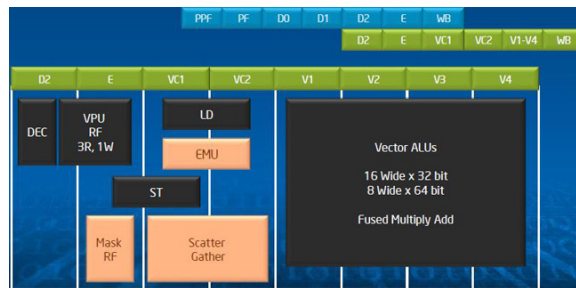 PPF PF D0 D1 D2 E WB
D2 E VC1 VC2 V1-V4 WB
D2 E VC1 VC2 V1 V2 V3 V4
DEC
VPU
RF
3R, 1W
LD
EMU
ST
Mask
RF
Scatter
Gather
Vector ALUs
16 Wide x 32 bit
8 Wide x 64 bit
Fused Multiply Add